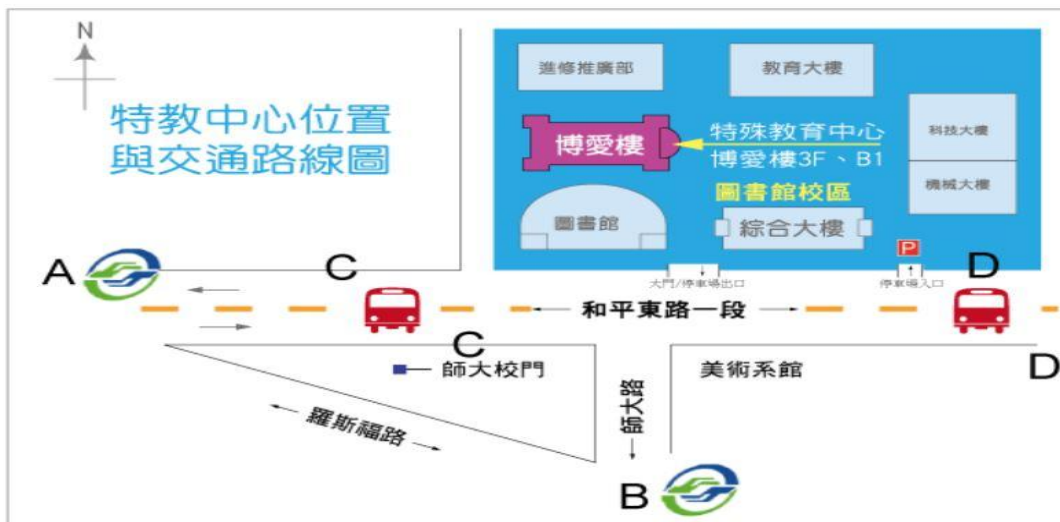 N
特教中心位置
與交通路線圖
進修推廣部
教育大樓
博愛樓
特殊教育中心
博愛樓3F、B1
科技大樓
圖書館校區
機械大樓
圖書館
綜合大樓
P
A
C
大門/停車場出口
停車場入口
D
和平東路一段
C
師大校門
美術系館
D
羅斯福路
師大路
B